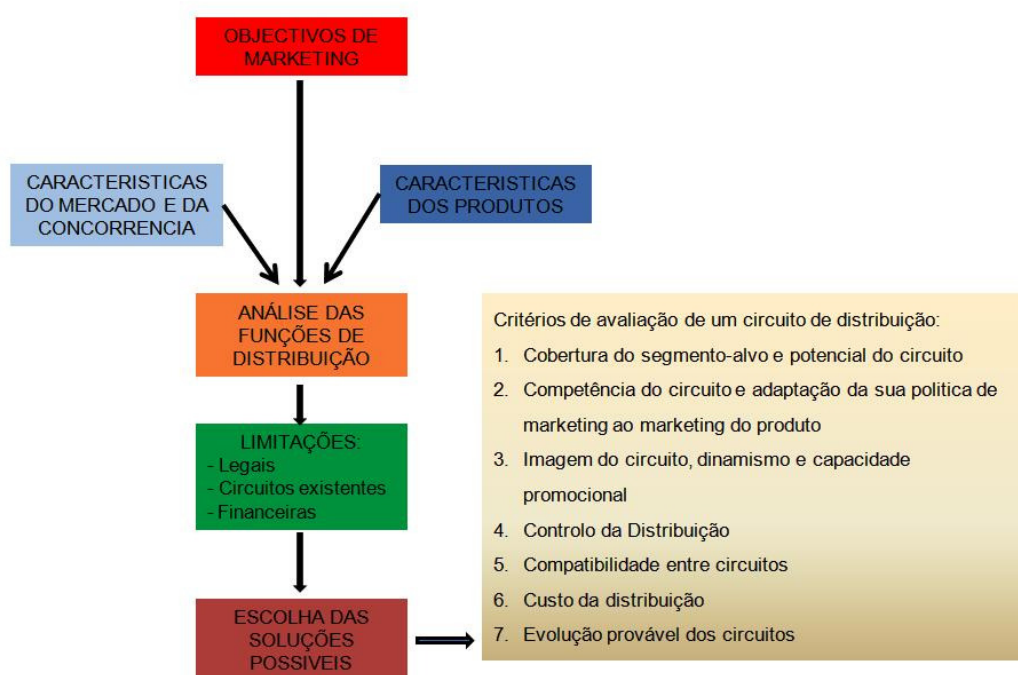 OBJECTIVOS DE
MARKETING
CARACTERISTICAS
DO MERCADO E DA
CONCORRENCIA
CARACTERISTICAS
DOS PRODUTOS
ANÁLISE DAS
FUNÇÕES DE
DISTRIBUIÇÃO
LIMITAÇÕES:
- Legais
- Circuitos existentes
- Financeiras
ESCOLHA DAS
SOLUÇÕES
POSSIVEIS
Critérios de avaliação de um circuito de distribuição:
1. Cobertura do segmento-alvo e potencial do circuito
2. Competência do circuito e adaptação da sua politica de
marketing ao marketing do produto
3. Imagem do circuito, dinamismo e capacidade
promocional
4. Controlo da Distribuição
5. Compatibilidade entre circuitos
6. Custo da distribuição
7. Evolução provável dos circuitos